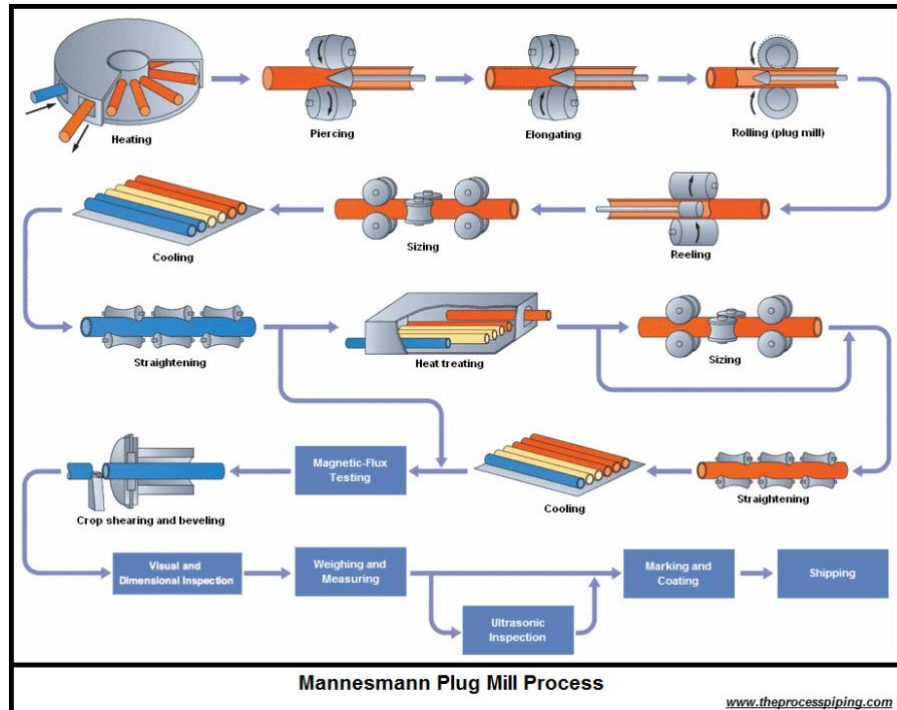 Heating
Piercing
Elongating
Rolling (plug mill)
Cooling
Sizing
Reeling
Straightening
Heat treating
Sizing
Crop shearing and beveling
Magnetic-Flux
Testing
Cooling
Straightening
Visual and
Dimensional Inspection
Weighing and
Measuring
Ultrasonic
Inspection
Marking and
Coating
Shipping
Mannesmann Plug Mill Process
www.theprocesspiping.com